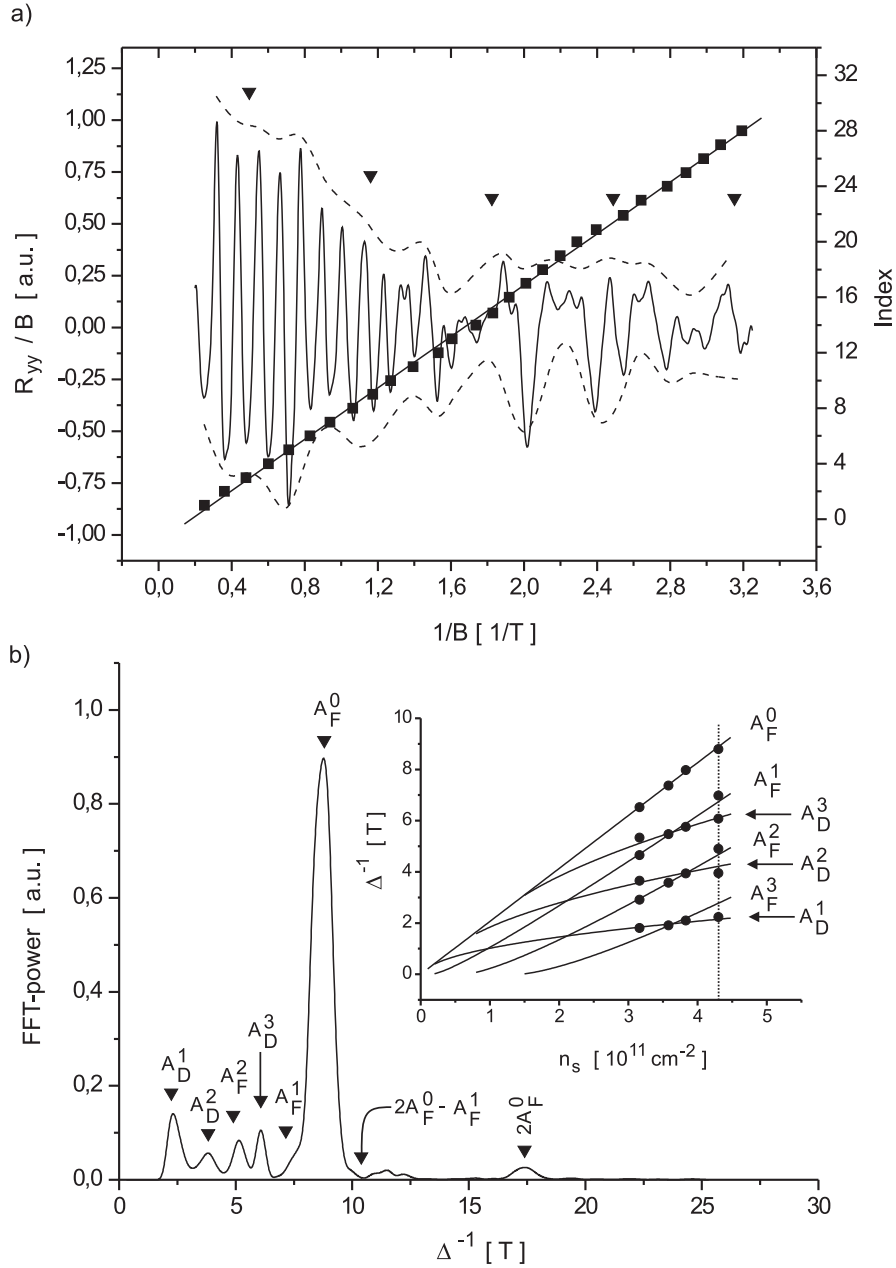 a)
1,25
1,00
0,75
0,50
0,25
0,00
-0,25
-0,50
-0,75
-1,00
R_yy / B [ a.u. ]
32
28
24
20
16
12
8
4
0
Index
0,0 0,4 0,8 1,2 1,6 2,0 2,4 2,8 3,2 3,6
1/B [ 1/T ]
b)
1,0
0,8
0,6
0,4
0,2
0,0
FFT-power [ a.u. ]
A_D^1
A_D^2
A_F^2
A_D^3
A_F^1
A_F^0
2A_F^0 - A_F^1
2A_F^0
0 5 10 15 20 25 30
Δ^-1 [ T ]
10
8
6
4
2
0
Δ^-1 [ T ]
A_F^0
A_F^1
A_D^3
A_F^2
A_D^2
A_F^3
A_D^1
0 1 2 3 4 5
n_s [ 10^11 cm^-2 ]